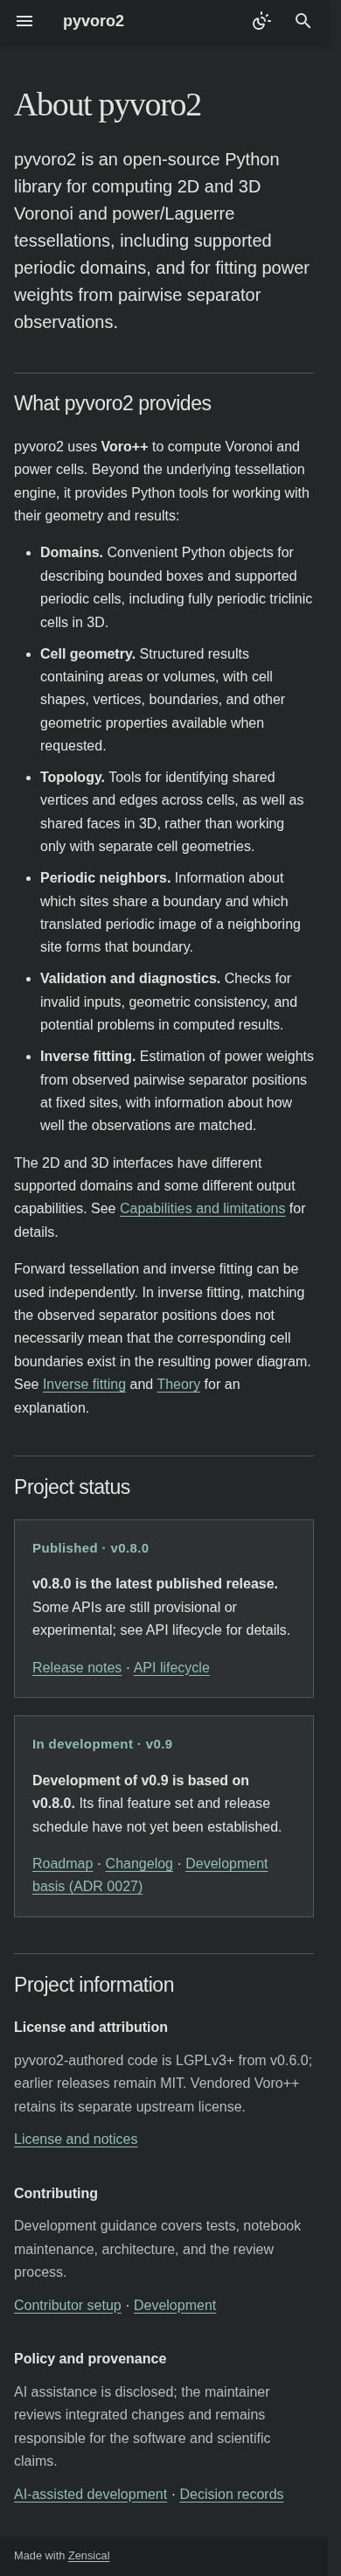 pyvoro2
About pyvoro2
pyvoro2 is an open-source Python
library for computing 2D and 3D
Voronoi and power/Laguerre
tessellations, including supported
periodic domains, and for fitting power
weights from pairwise separator
observations.
What pyvoro2 provides
pyvoro2 uses Voro++ to compute Voronoi and
power cells. Beyond the underlying tessellation
engine, it provides Python tools for working with
their geometry and results:
• Domains. Convenient Python objects for
describing bounded boxes and supported
periodic cells, including fully periodic triclinic
cells in 3D.
• Cell geometry. Structured results
containing areas or volumes, with cell
shapes, vertices, boundaries, and other
geometric properties available when
requested.
• Topology. Tools for identifying shared
vertices and edges across cells, as well as
shared faces in 3D, rather than working
only with separate cell geometries.
• Periodic neighbors. Information about
which sites share a boundary and which
translated periodic image of a neighboring
site forms that boundary.
• Validation and diagnostics. Checks for
invalid inputs, geometric consistency, and
potential problems in computed results.
• Inverse fitting. Estimation of power weights
from observed pairwise separator positions
at fixed sites, with information about how
well the observations are matched.
The 2D and 3D interfaces have different
supported domains and some different output
capabilities. See Capabilities and limitations for
details.
Forward tessellation and inverse fitting can be
used independently. In inverse fitting, matching
the observed separator positions does not
necessarily mean that the corresponding cell
boundaries exist in the resulting power diagram.
See Inverse fitting and Theory for an
explanation.
Project status
Published · v0.8.0
v0.8.0 is the latest published release.
Some APIs are still provisional or
experimental; see API lifecycle for details.
Release notes · API lifecycle
In development · v0.9
Development of v0.9 is based on
v0.8.0. Its final feature set and release
schedule have not yet been established.
Roadmap · Changelog · Development
basis (ADR 0027)
Project information
License and attribution
pyvoro2-authored code is LGPLv3+ from v0.6.0;
earlier releases remain MIT. Vendored Voro++
retains its separate upstream license.
License and notices
Contributing
Development guidance covers tests, notebook
maintenance, architecture, and the review
process.
Contributor setup · Development
Policy and provenance
AI assistance is disclosed; the maintainer
reviews integrated changes and remains
responsible for the software and scientific
claims.
AI-assisted development · Decision records
Made with Zensical